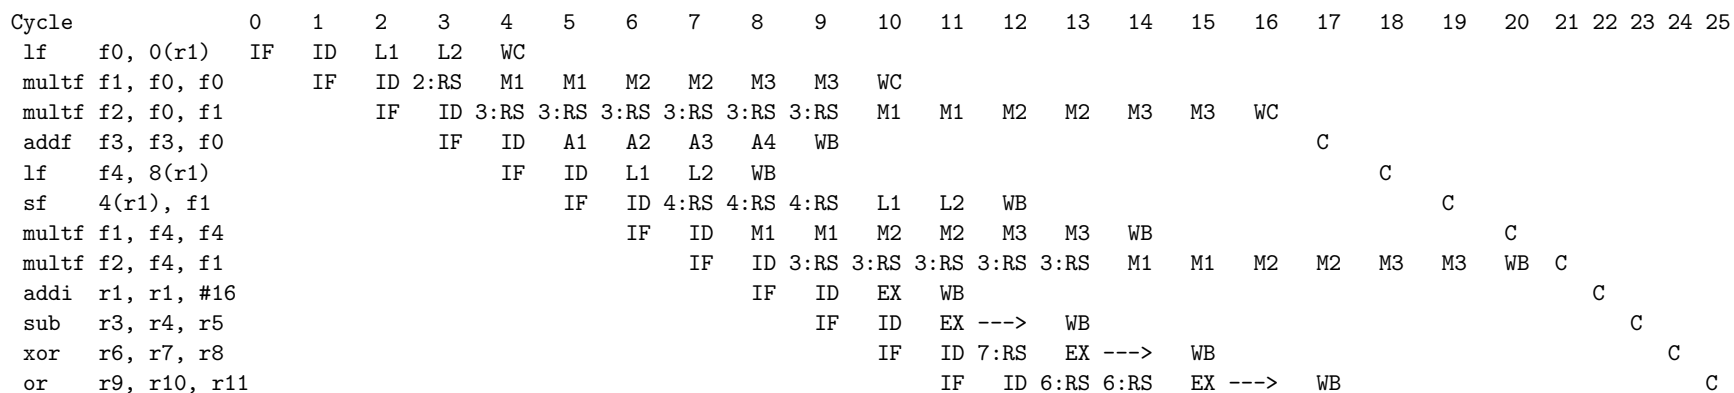 Cycle 0 1 2 3 4 5 6 7 8 9 10 11 12 13 14 15 16 17 18 19 20 21 22 23 24 25
lf f0, 0(r1) IF ID L1 L2 WC
multf f1, f0, f0 IF ID 2:RS M1 M1 M2 M2 M3 M3 WC
multf f2, f0, f1 IF ID 3:RS 3:RS 3:RS 3:RS 3:RS 3:RS M1 M1 M2 M2 M3 M3 WC
addf f3, f3, f0 IF ID A1 A2 A3 A4 WB C
lf f4, 8(r1) IF ID L1 L2 WB C
sf 4(r1), f1 IF ID 4:RS 4:RS 4:RS L1 L2 WB C
multf f1, f4, f4 IF ID M1 M1 M2 M2 M3 M3 WB C
multf f2, f4, f1 IF ID 3:RS 3:RS 3:RS 3:RS 3:RS M1 M1 M2 M2 M3 M3 WB C
addi r1, r1, #16 IF ID EX WB C
sub r3, r4, r5 IF ID EX ---> WB C
xor r6, r7, r8 IF ID 7:RS EX ---> WB C
or r9, r10, r11 IF ID 6:RS 6:RS EX ---> WB C